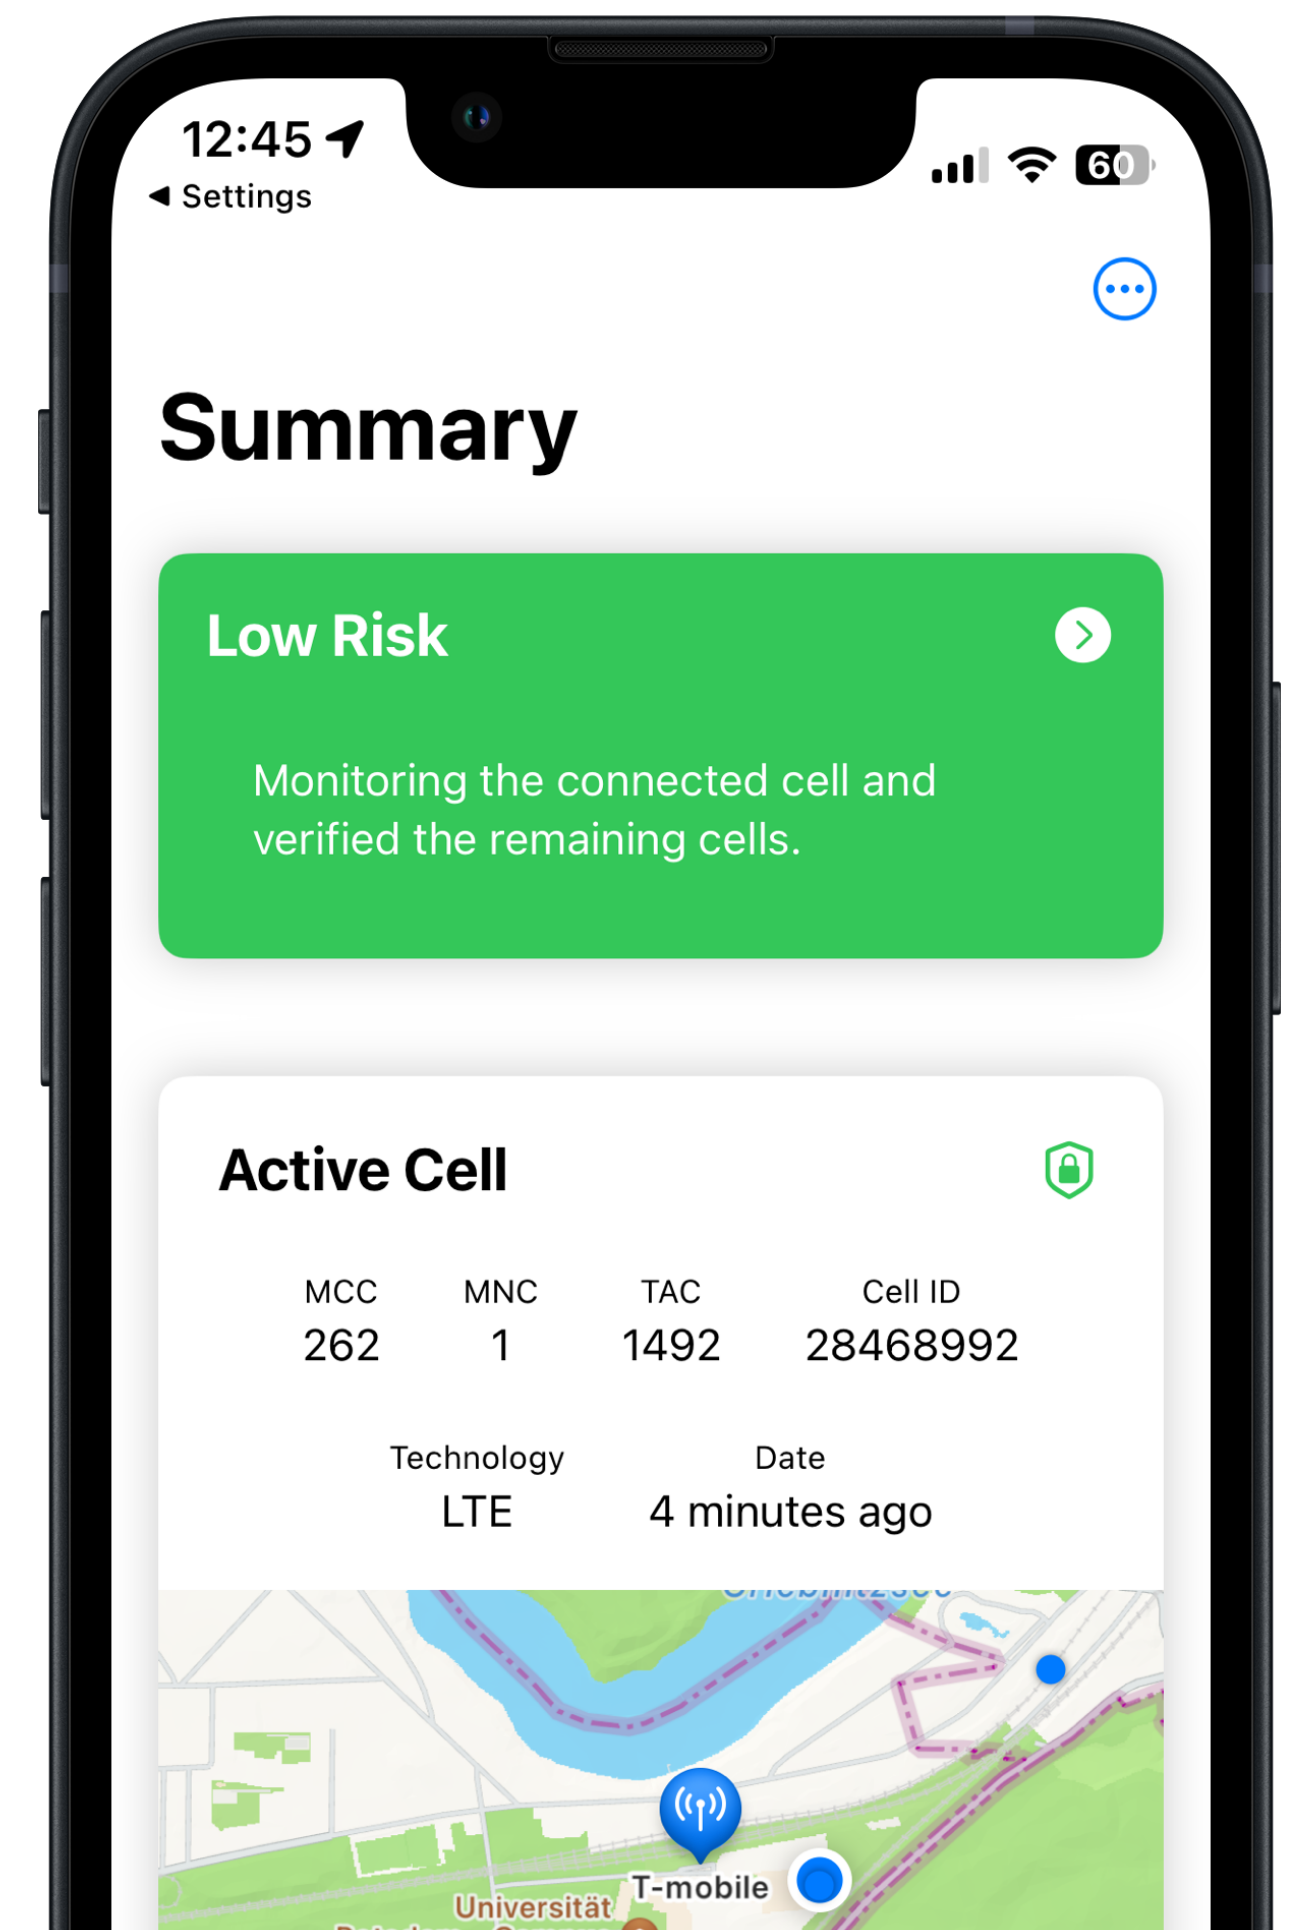 12:45
60
◀ Settings
Summary
Low Risk
Monitoring the connected cell and
verified the remaining cells.
Active Cell
MCC MNC TAC Cell ID
262 1 1492 28468992
Technology Date
LTE 4 minutes ago
T-mobile
Universität